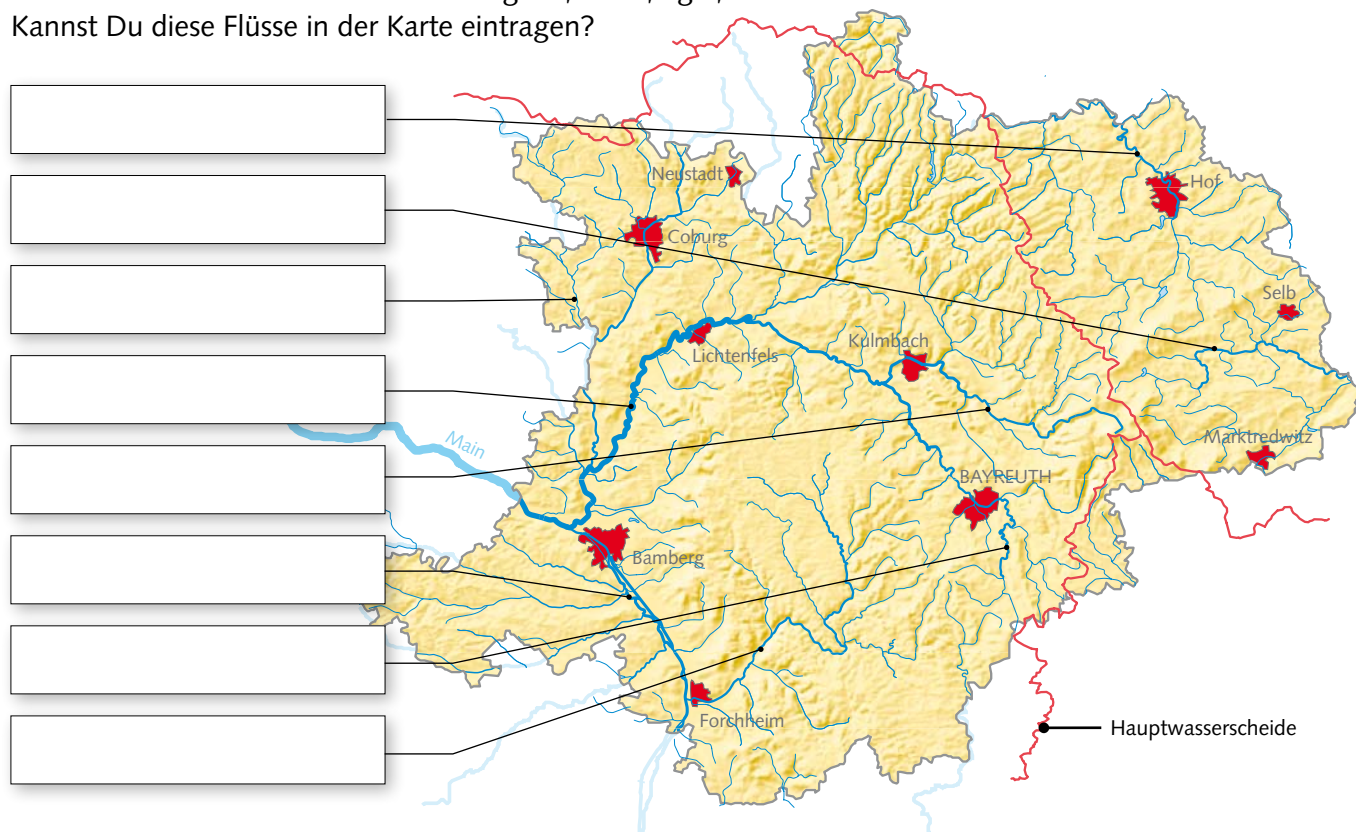 Kannst Du diese Flüsse in der Karte eintragen?
Neustadt
Hof
Coburg
Selb
Kulmbach
Lichtenfels
Main
Marktredwitz
BAYREUTH
Bamberg
Forchheim
Hauptwasserscheide